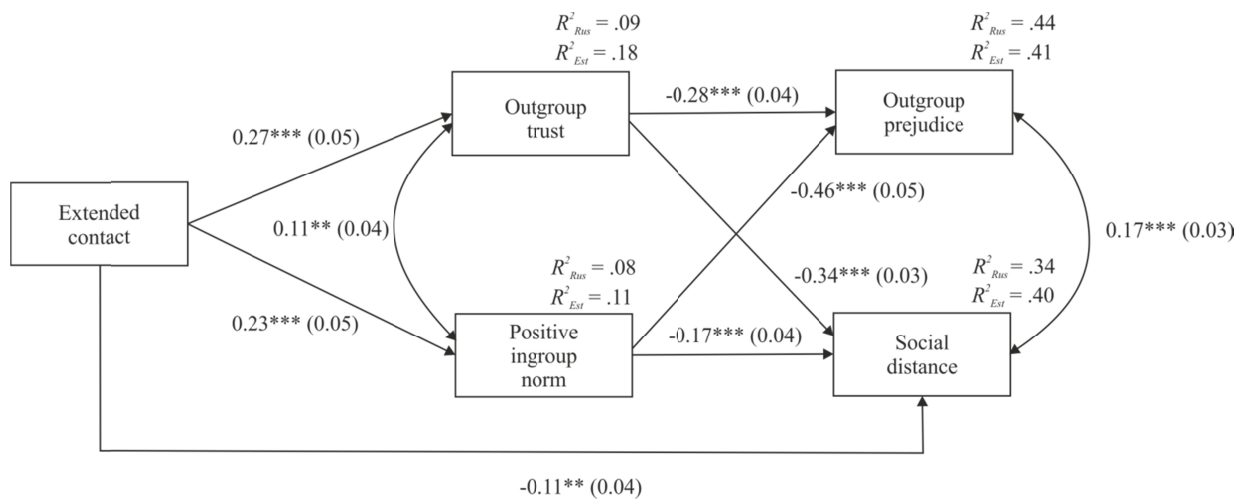 R²Rus = .09
R²Est = .18
R²Rus = .44
R²Est = .41
Outgroup
trust
-0.28*** (0.04)
Outgroup
prejudice
0.27*** (0.05)
-0.46*** (0.05)
Extended
contact
0.11** (0.04)
0.17*** (0.03)
R²Rus = .08
R²Est = .11
-0.34*** (0.03)
R²Rus = .34
R²Est = .40
0.23*** (0.05)
Positive
ingroup
norm
-0.17*** (0.04)
Social
distance
-0.11** (0.04)